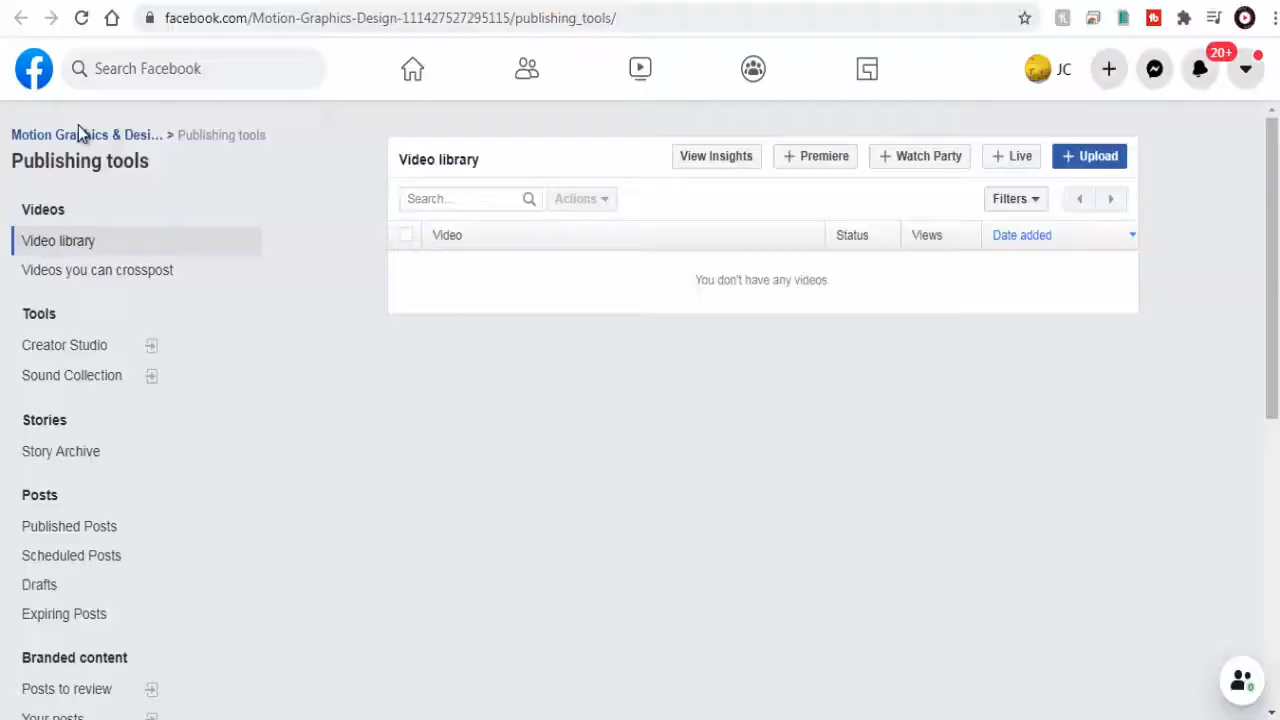 facebook.com/Motion-Graphics-Design-111427527295115/publishing_tools/
Search Facebook
JC
20+
Motion Graphics & Desi... > Publishing tools
Publishing tools
Videos
Video library
Videos you can crosspost
Tools
Creator Studio
Sound Collection
Stories
Story Archive
Posts
Published Posts
Scheduled Posts
Drafts
Expiring Posts
Branded content
Posts to review
Your posts
Video library
View Insights
+ Premiere
+ Watch Party
+ Live
+ Upload
Search...
Actions
Filters
Video
Status
Views
Date added
You don't have any videos.
0